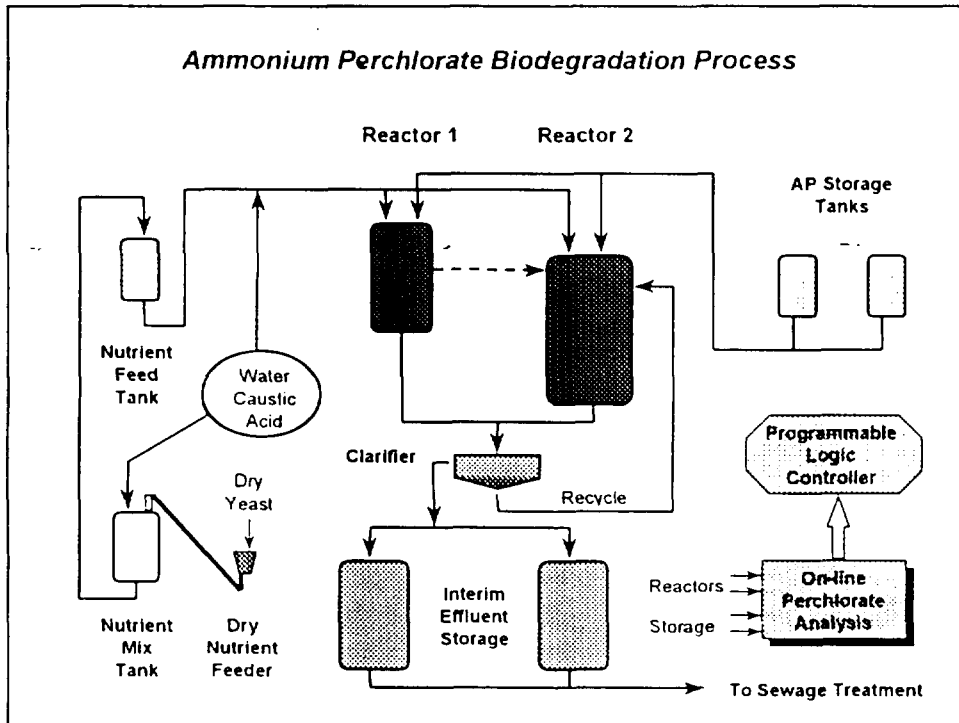 Ammonium Perchlorate Biodegradation Process
Reactor 1
Reactor 2
AP Storage
Tanks
Nutrient
Feed
Tank
Water
Caustic
Acid
Clarifier
Recycle
Programmable
Logic
Controller
Dry
Yeast
Nutrient
Mix
Tank
Dry
Nutrient
Feeder
Interim
Effluent
Storage
Reactors
Storage
On-line
Perchlorate
Analysis
To Sewage Treatment